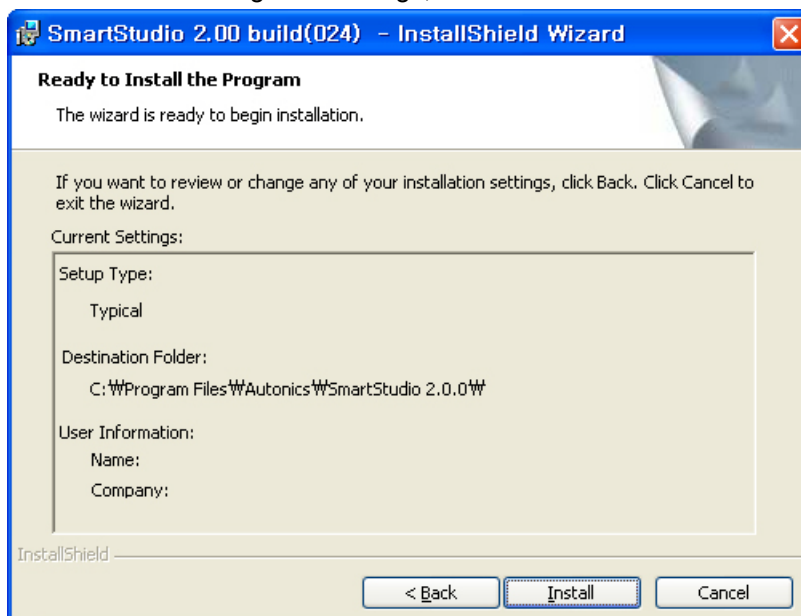 SmartStudio 2.00 build(024) - InstallShield Wizard
Ready to Install the Program
The wizard is ready to begin installation.
If you want to review or change any of your installation settings, click Back. Click Cancel to
exit the wizard.
Current Settings:
Setup Type:
Typical
Destination Folder:
C:₩Program Files₩Autonics₩SmartStudio 2.0.0₩
User Information:
Name:
Company:
InstallShield
< Back
Install
Cancel